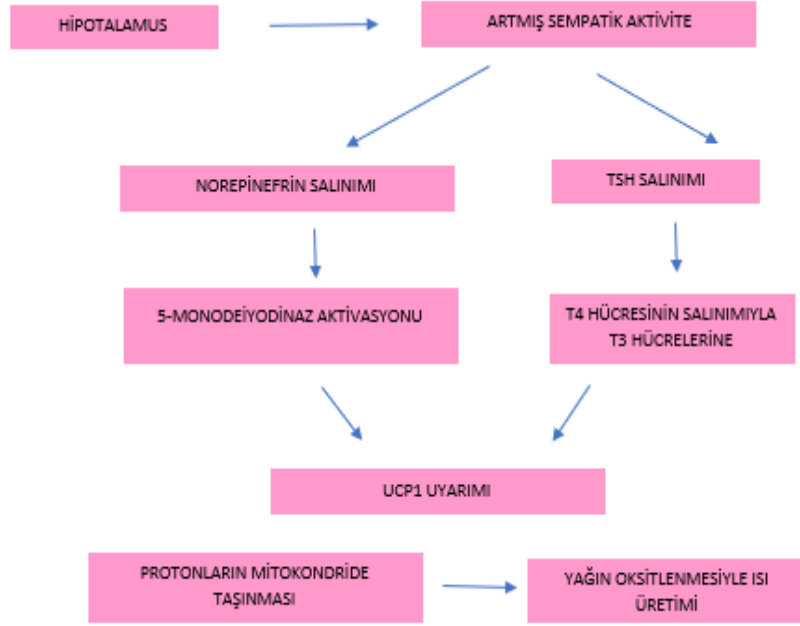 HİPOTALAMUS
ARTMIŞ SEMPATİK AKTİVİTE
NOREPİNEFRİN SALINIMI
TSH SALINIMI
5-MONODEİYODİNAZ AKTİVASYONU
T4 HÜCRESİNİN SALINIMIYLA
T3 HÜCRELERİNE
UCP1 UYARIMI
PROTONLARIN MİTOKONDRİDE
TAŞINMASI
YAĞIN OKSİTLENMESİYLE ISI
ÜRETİMİ